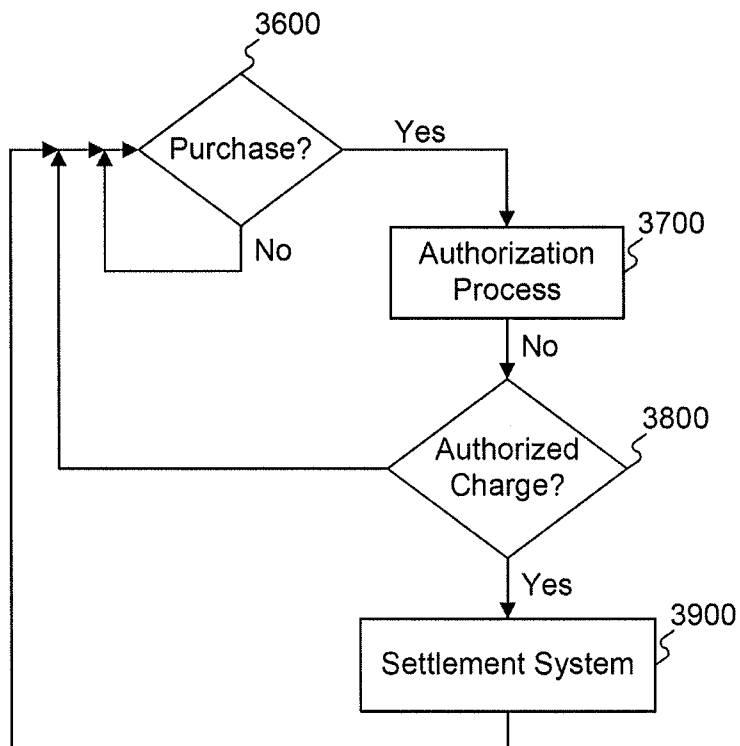 3600
Purchase?
Yes
No
3700
Authorization
Process
No
3800
Authorized
Charge?
Yes
3900
Settlement System